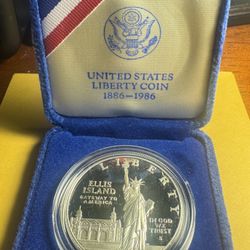 UNITED STATES
LIBERTY COIN
1886-1986
LIBERTY
ELLIS
ISLAND
GATEWAY TO
AMERICA
IN GOD
WE TRUST
S